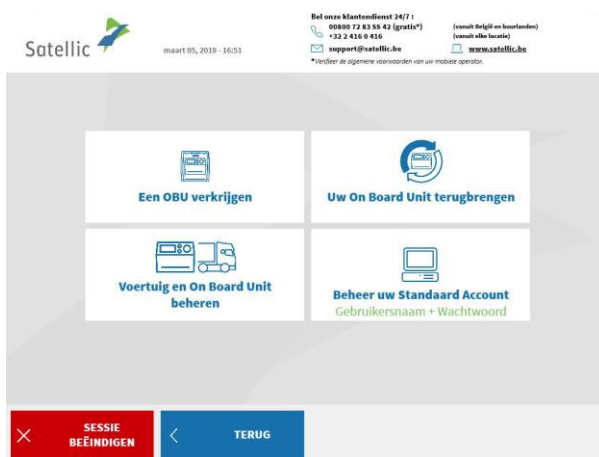 Satellic
maart 05, 2019 - 16:51
Bel onze klantendienst 24/7 :
00800 72 83 55 42 (gratis*) (vanuit België en buurlanden)
+32 2 416 0 416 (vanuit elke locatie)
support@satellic.be www.satellic.be
*Verifieer de algemene voorwaarden van uw mobiele operator.
Een OBU verkrijgen
Uw On Board Unit terugbrengen
Voertuig en On Board Unit
beheren
Beheer uw Standaard Account
Gebruikersnaam + Wachtwoord
SESSIE
BEËINDIGEN
TERUG